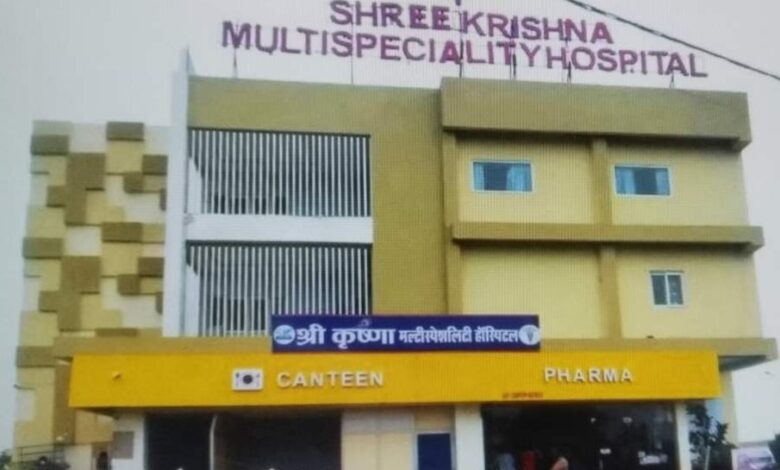 SHREE KRISHNA
MULTISPECIALITY HOSPITAL
श्री कृष्णा मल्टीस्पेशलिटी हॉस्पिटल
CANTEEN
PHARMA